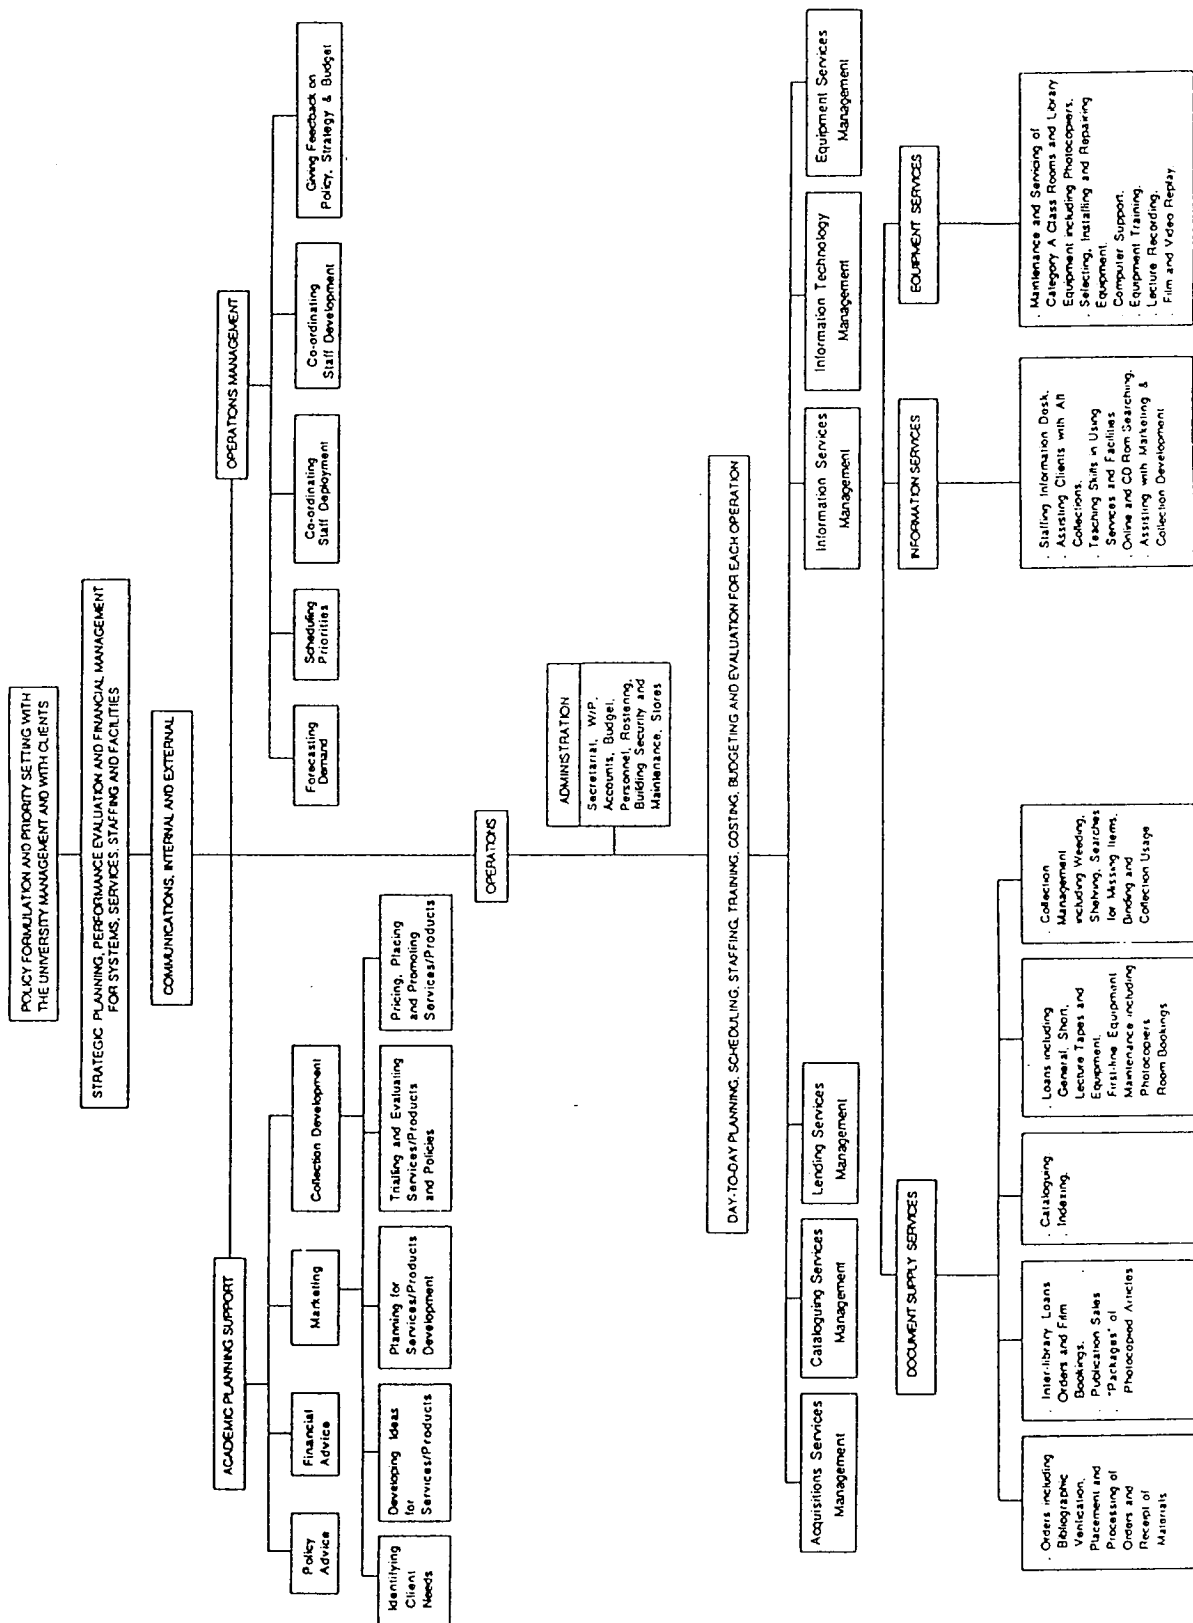 POLICY FORMULATION AND PRIORITY SETTING WITH
THE UNIVERSITY MANAGEMENT AND WITH CLIENTS
STRATEGIC PLANNING, PERFORMANCE EVALUATION AND FINANCIAL MANAGEMENT
FOR SYSTEMS, SERVICES, STAFFING AND FACILITIES
COMMUNICATIONS, INTERNAL AND EXTERNAL
ACADEMIC PLANNING SUPPORT
OPERATIONS MANAGEMENT
Policy
Advice
Financial
Advice
Marketing
Collection Development
Forecasting
Demand
Scheduling
Priorities
Co-ordinating
Staff Deployment
Co-ordinating
Staff Development
Giving Feedback on
Policy, Strategy & Budget
Identifying
Client
Needs
Developing Ideas
for
Services/Products
Planning for
Services/Products
Development
Trialling and Evaluating
Services/Products
and Policies
Pricing, Placing
and Promoting
Services/Products
OPERATIONS
ADMINISTRATION
Secretarial, W/P,
Accounts, Budget,
Personnel, Rostering,
Building Security and
Maintenance, Stores
DAY-TO-DAY PLANNING, SCHEDULING, STAFFING, TRAINING, COSTING, BUDGETING AND EVALUATION FOR EACH OPERATION
Acquisitions Services
Management
Cataloguing Services
Management
Lending Services
Management
Information Services
Management
Information Technology
Management
Equipment Services
Management
DOCUMENT SUPPLY SERVICES
INFORMATION SERVICES
EQUIPMENT SERVICES
. Orders including
Bibliographic
Verification,
Placement and
Processing of
Orders and
Receipt of
Materials
. Inter-library Loans
Orders and Film
Bookings.
. Publication Sales
. "Packages" of
Photocopied Articles
. Cataloguing
. Indexing.
. Loans including
General, Short,
Lecture Tapes and
Equipment.
. First-line Equipment
Maintenance including
Photocopiers
. Room Bookings
. Collection
Management
including Weeding,
Shelving, Searches
for Missing Items,
Binding and
Collection Usage
. Staffing Information Desk.
. Assisting Clients with All
Collections.
. Teaching Skills in Using
Services and Facilities
. Online and CD Rom Searching.
. Assisting with Marketing &
Collection Development
. Maintenance and Servicing of
Category A Class Rooms and Library
Equipment including Photocopiers.
. Selecting, Installing and Repairing
Equipment.
. Computer Support.
. Equipment Training.
. Lecture Recording.
. Film and Video Replay.